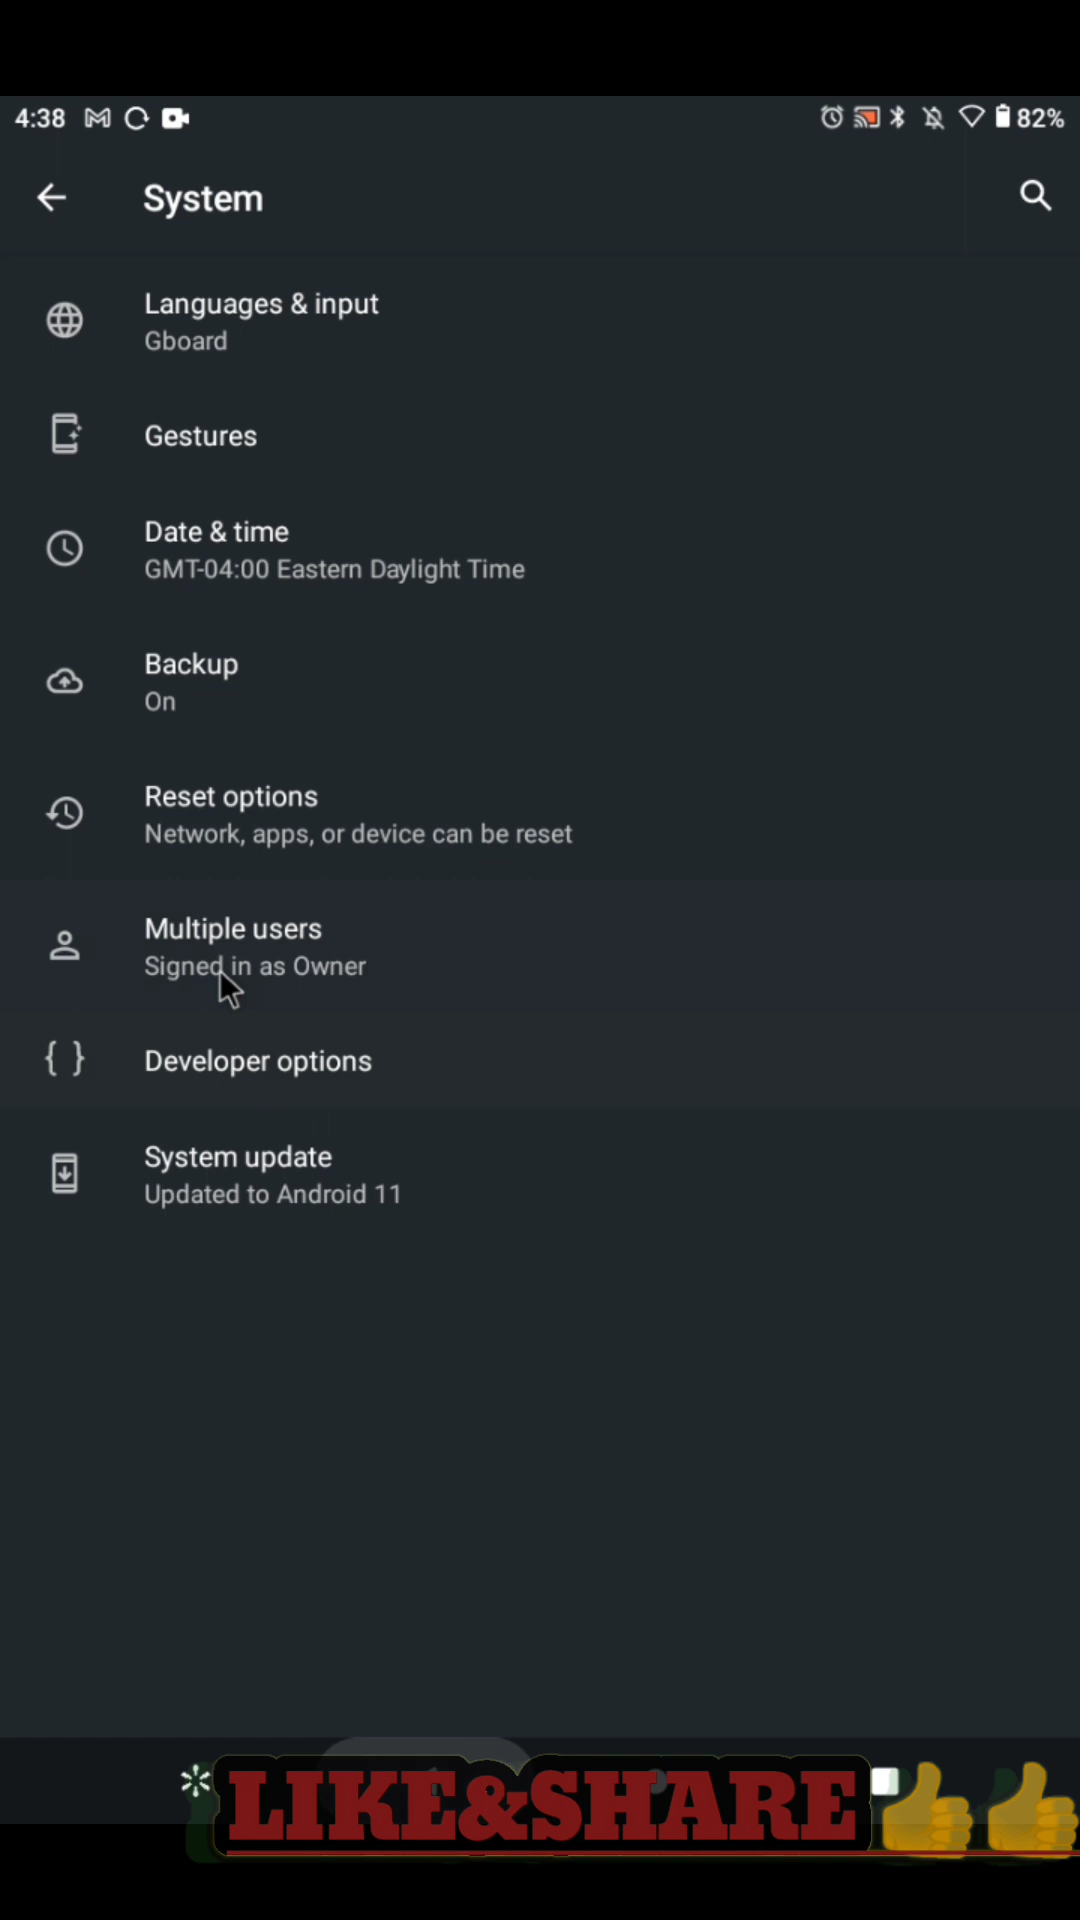 4:38
82%
System
Languages & input
Gboard
Gestures
Date & time
GMT-04:00 Eastern Daylight Time
Backup
On
Reset options
Network, apps, or device can be reset
Multiple users
Signed in as Owner
{ } Developer options
System update
Updated to Android 11
LIKE&SHARE👍👍